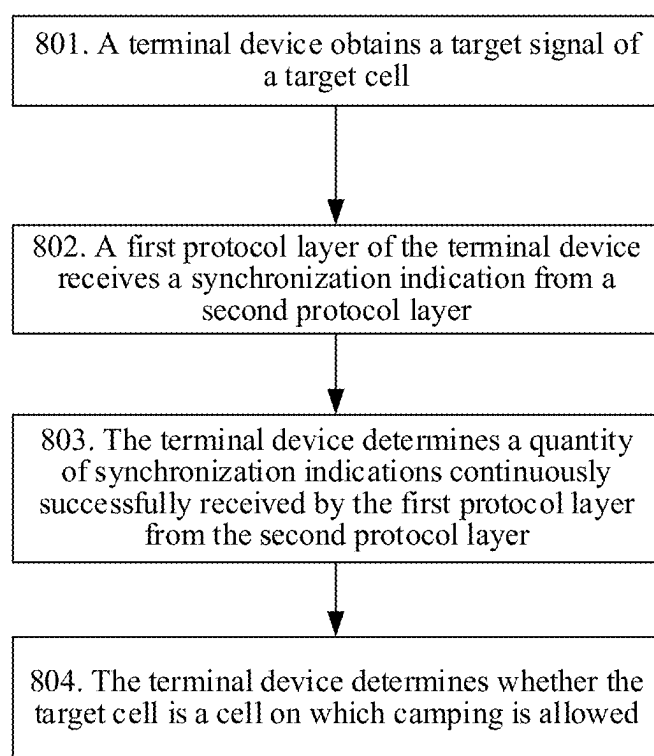 801. A terminal device obtains a target signal of
a target cell
802. A first protocol layer of the terminal device
receives a synchronization indication from a
second protocol layer
803. The terminal device determines a quantity
of synchronization indications continuously
successfully received by the first protocol layer
from the second protocol layer
804. The terminal device determines whether the
target cell is a cell on which camping is allowed